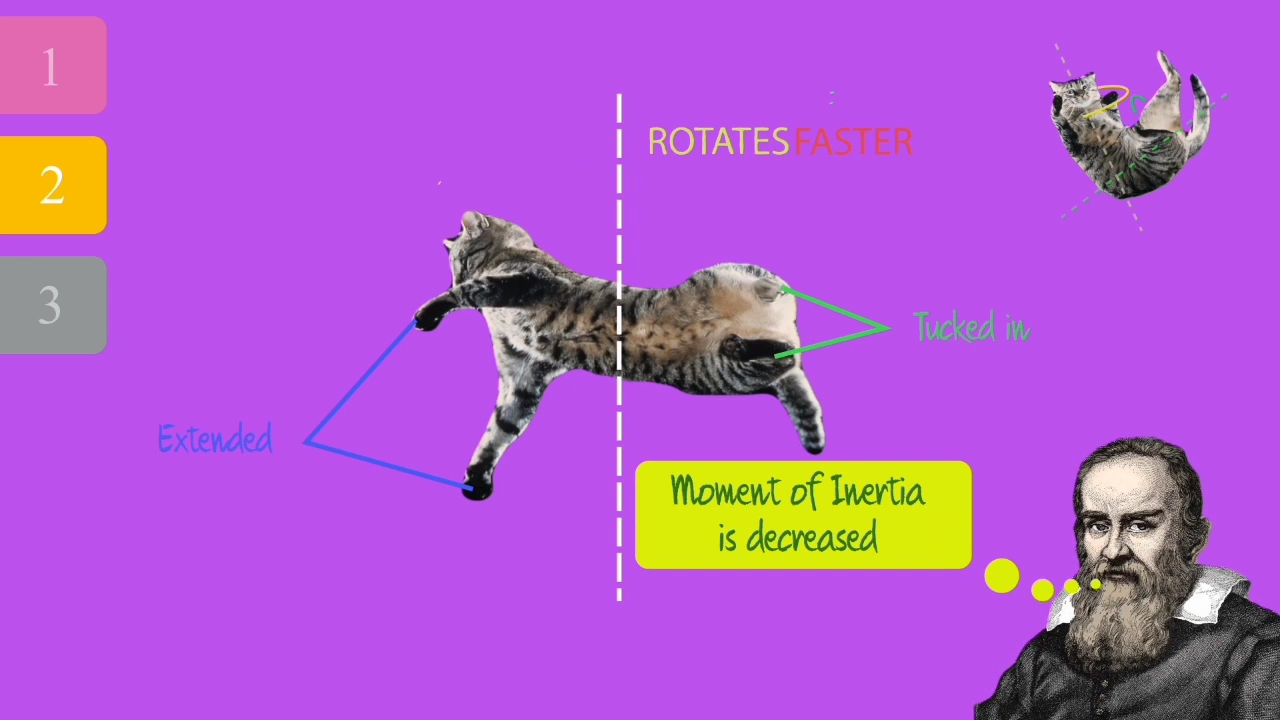 1
2
3
ROTATES FASTER
Tucked in
Extended
Moment of Inertia
is decreased